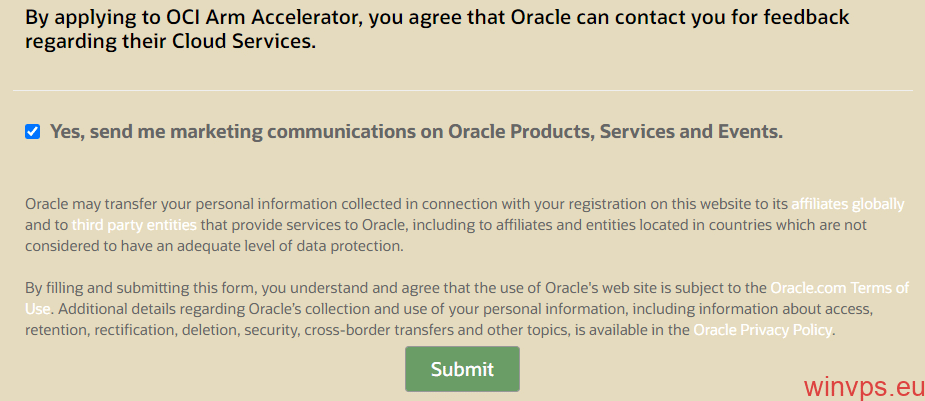 By applying to OCI Arm Accelerator, you agree that Oracle can contact you for feedback
regarding their Cloud Services.
Yes, send me marketing communications on Oracle Products, Services and Events.
Oracle may transfer your personal information collected in connection with your registration on this website to its affiliates globally
and to third party entities that provide services to Oracle, including to affiliates and entities located in countries which are not
considered to have an adequate level of data protection.
By filling and submitting this form, you understand and agree that the use of Oracle's web site is subject to the Oracle.com Terms of
Use. Additional details regarding Oracle’s collection and use of your personal information, including information about access,
retention, rectification, deletion, security, cross-border transfers and other topics, is available in the Oracle Privacy Policy.
Submit
winvps.eu